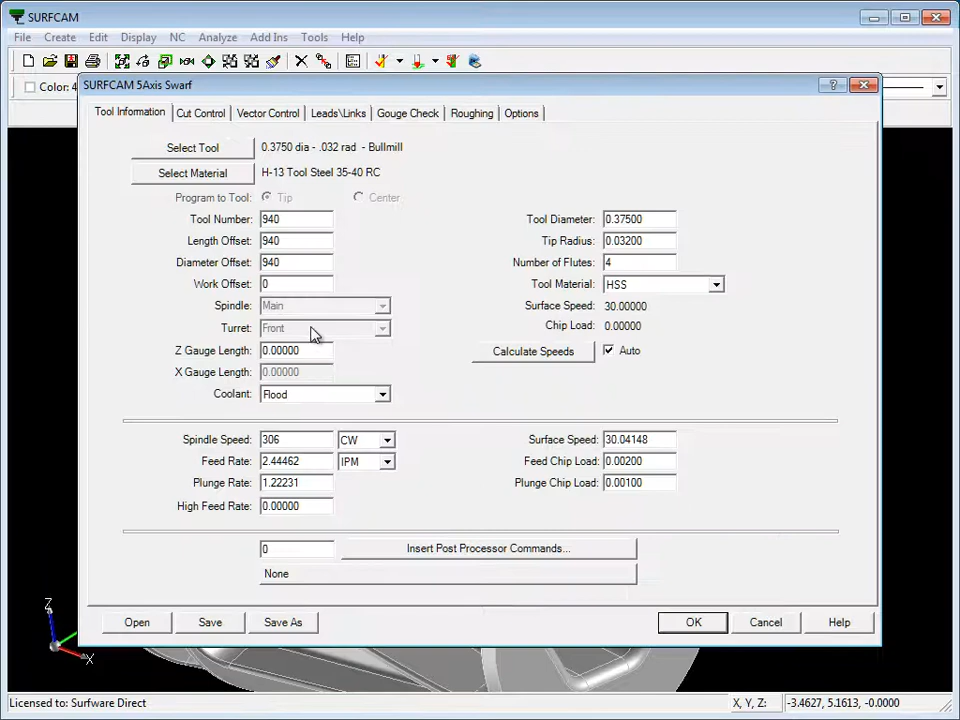 SURFCAM
File Create Edit Display NC Analyze Add Ins Tools Help
Color: 4
SURFCAM 5Axis Swarf
Tool Information Cut Control Vector Control Leads\Links Gouge Check Roughing Options
Select Tool 0.3750 dia - .032 rad - Bullmill
Select Material H-13 Tool Steel 35-40 RC
Program to Tool: Tip Center
Tool Number: 940 Tool Diameter: 0.37500
Length Offset: 940 Tip Radius: 0.03200
Diameter Offset: 940 Number of Flutes: 4
Work Offset: 0 Tool Material: HSS
Spindle: Main Surface Speed: 30.00000
Turret: Front Chip Load: 0.00000
Z Gauge Length: 0.00000 Calculate Speeds Auto
X Gauge Length: 0.00000
Coolant: Flood
Spindle Speed: 306 CW Surface Speed: 30.04148
Feed Rate: 2.44462 IPM Feed Chip Load: 0.00200
Plunge Rate: 1.22231 Plunge Chip Load: 0.00100
High Feed Rate: 0.00000
0 Insert Post Processor Commands...
None
Open Save Save As OK Cancel Help
Z
X
Licensed to: Surfware Direct X, Y, Z: -3.4627, 5.1613, -0.0000